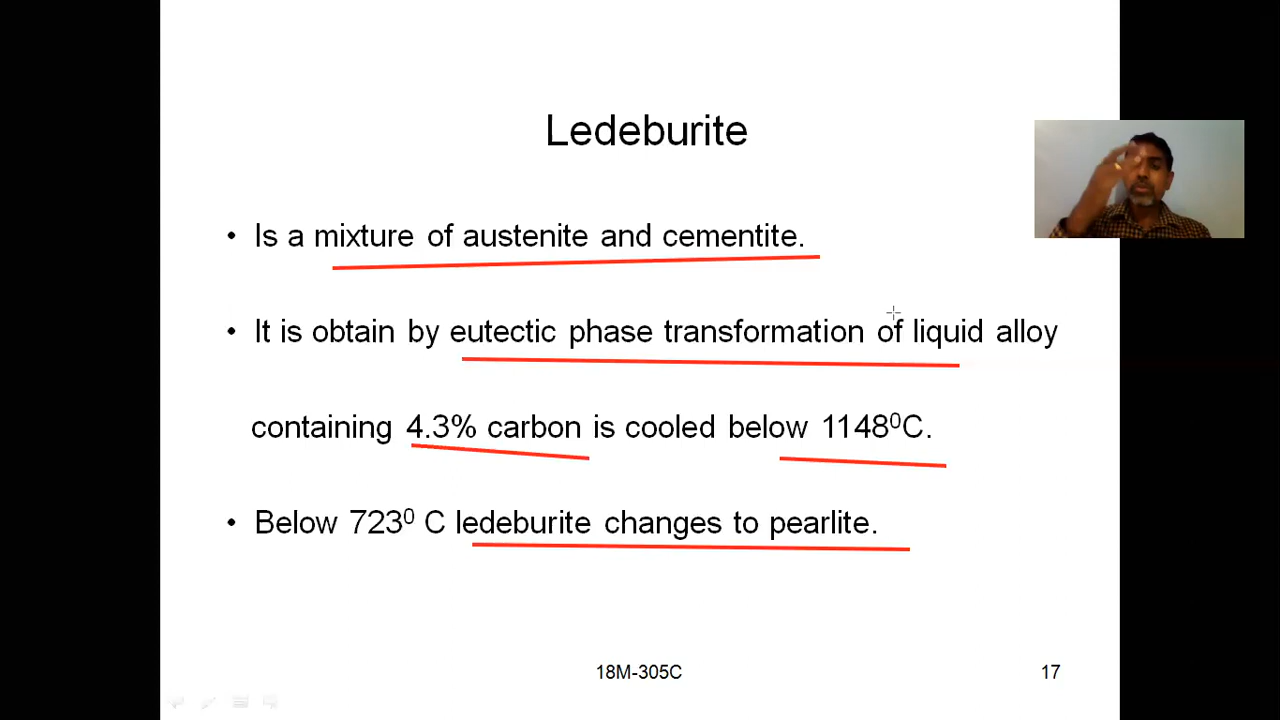 Ledeburite
• Is a mixture of austenite and cementite.
• It is obtain by eutectic phase transformation of liquid alloy
containing 4.3% carbon is cooled below 1148⁰C.
• Below 723⁰ C ledeburite changes to pearlite.
18M-305C
17